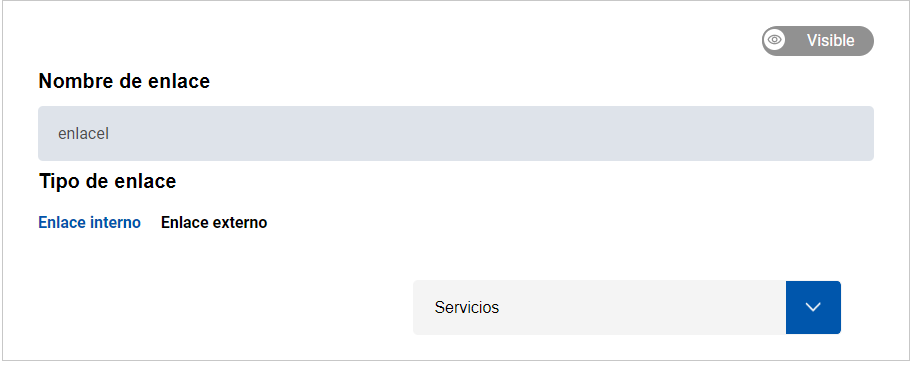 Visible
Nombre de enlace
enlacel
Tipo de enlace
Enlace interno Enlace externo
Servicios